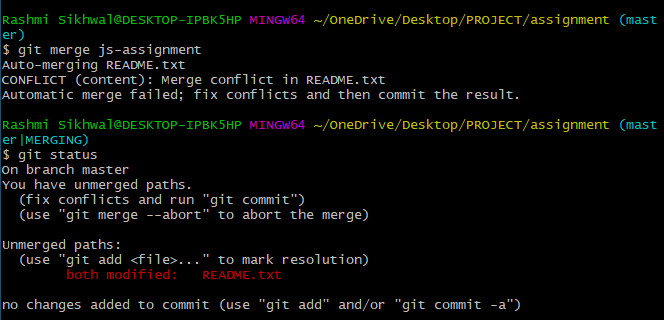 Rashmi Sikhwal@DESKTOP-IPBK5HP MINGW64 ~/OneDrive/Desktop/PROJECT/assignment (mast
er)
$ git merge js-assignment
Auto-merging README.txt
CONFLICT (content): Merge conflict in README.txt
Automatic merge failed; fix conflicts and then commit the result.

Rashmi Sikhwal@DESKTOP-IPBK5HP MINGW64 ~/OneDrive/Desktop/PROJECT/assignment (mast
er|MERGING)
$ git status
On branch master
You have unmerged paths.
  (fix conflicts and run "git commit")
  (use "git merge --abort" to abort the merge)

Unmerged paths:
  (use "git add <file>..." to mark resolution)
        both modified:   README.txt

no changes added to commit (use "git add" and/or "git commit -a")